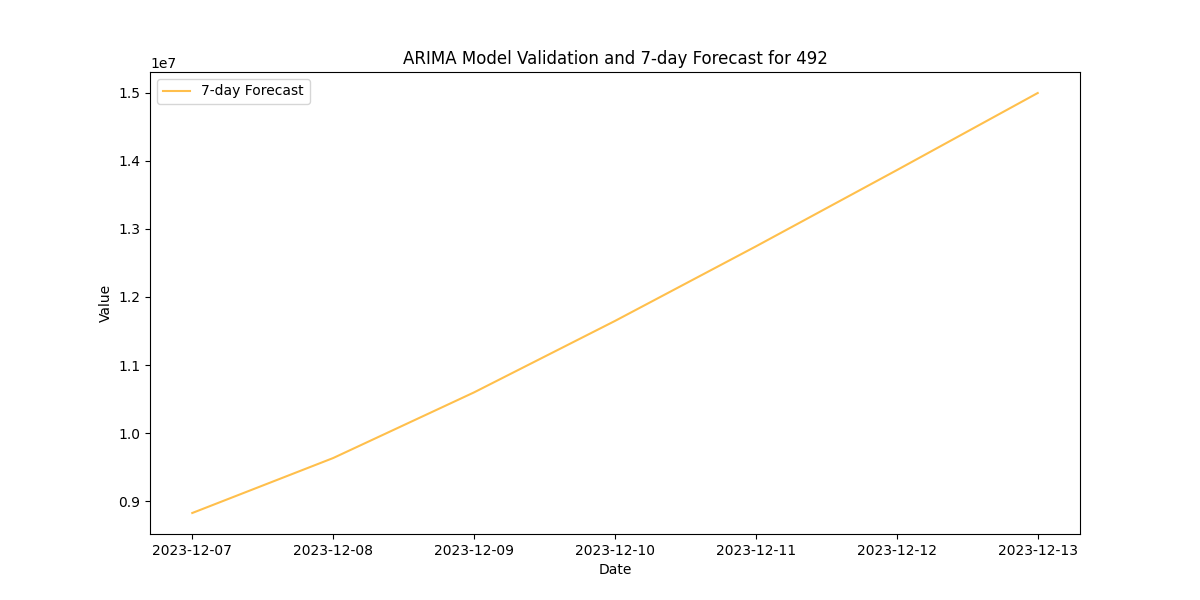 ARIMA Model Validation and 7-day Forecast for 492
1e7
7-day Forecast
1.5
1.4
1.3
1.2
1.1
1.0
0.9
Value
2023-12-07 2023-12-08 2023-12-09 2023-12-10 2023-12-11 2023-12-12 2023-12-13
Date